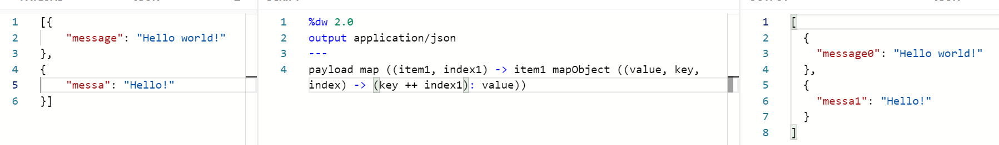 1 [{
2 "message": "Hello world!"
3 },
4 {
5 "messa": "Hello!"
6 }]
1 %dw 2.0
2 output application/json
3 ---
4 payload map ((item1, index1) -> item1 mapObject ((value, key,
index) -> (key ++ index1): value))
1 [
2 {
3 "message0": "Hello world!"
4 },
5 {
6 "messa1": "Hello!"
7 }
8 ]